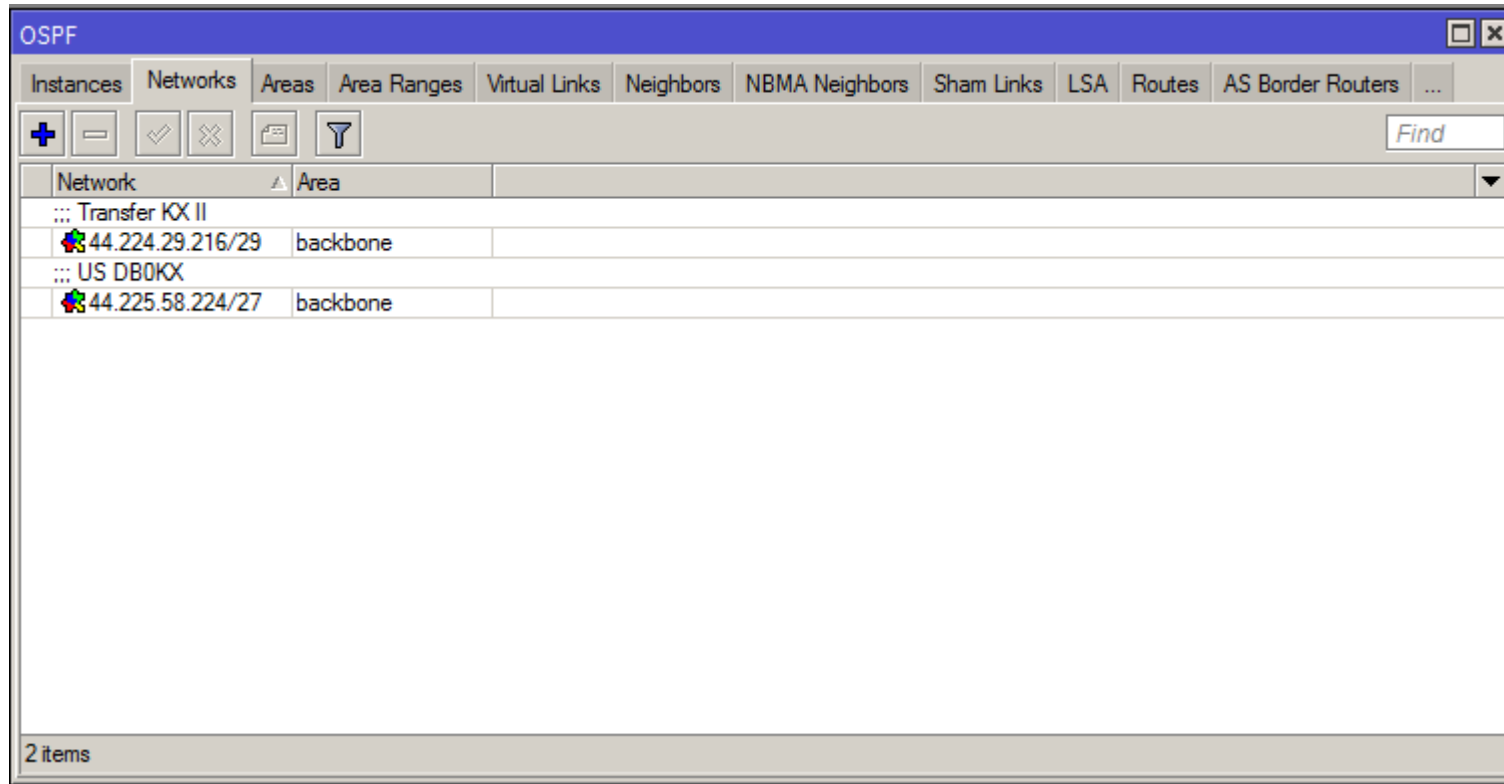 OSPF
Instances Networks Areas Area Ranges Virtual Links Neighbors NBMA Neighbors Sham Links LSA Routes AS Border Routers ...
Find
Network Area
;;; Transfer KX II
44.224.29.216/29 backbone
;;; US DB0KX
44.225.58.224/27 backbone
2 items